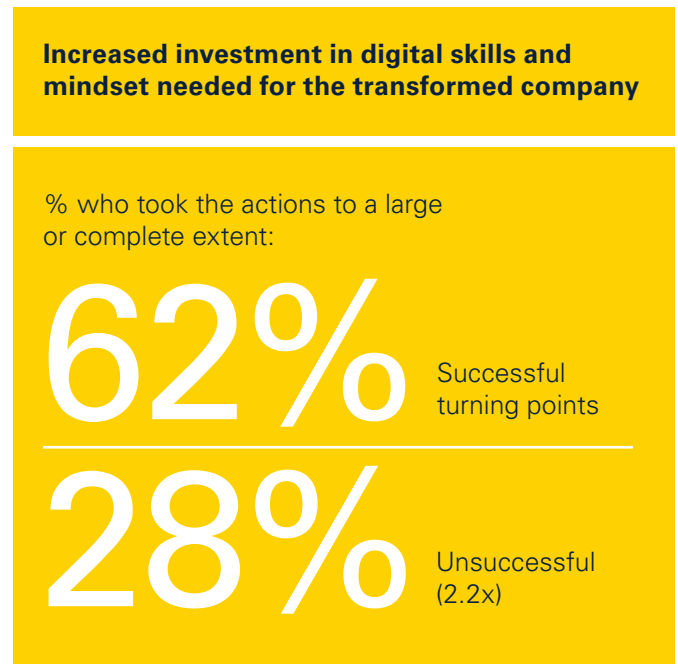 Increased investment in digital skills and
mindset needed for the transformed company
% who took the actions to a large
or complete extent:
62%
Successful
turning points
28%
Unsuccessful
(2.2x)